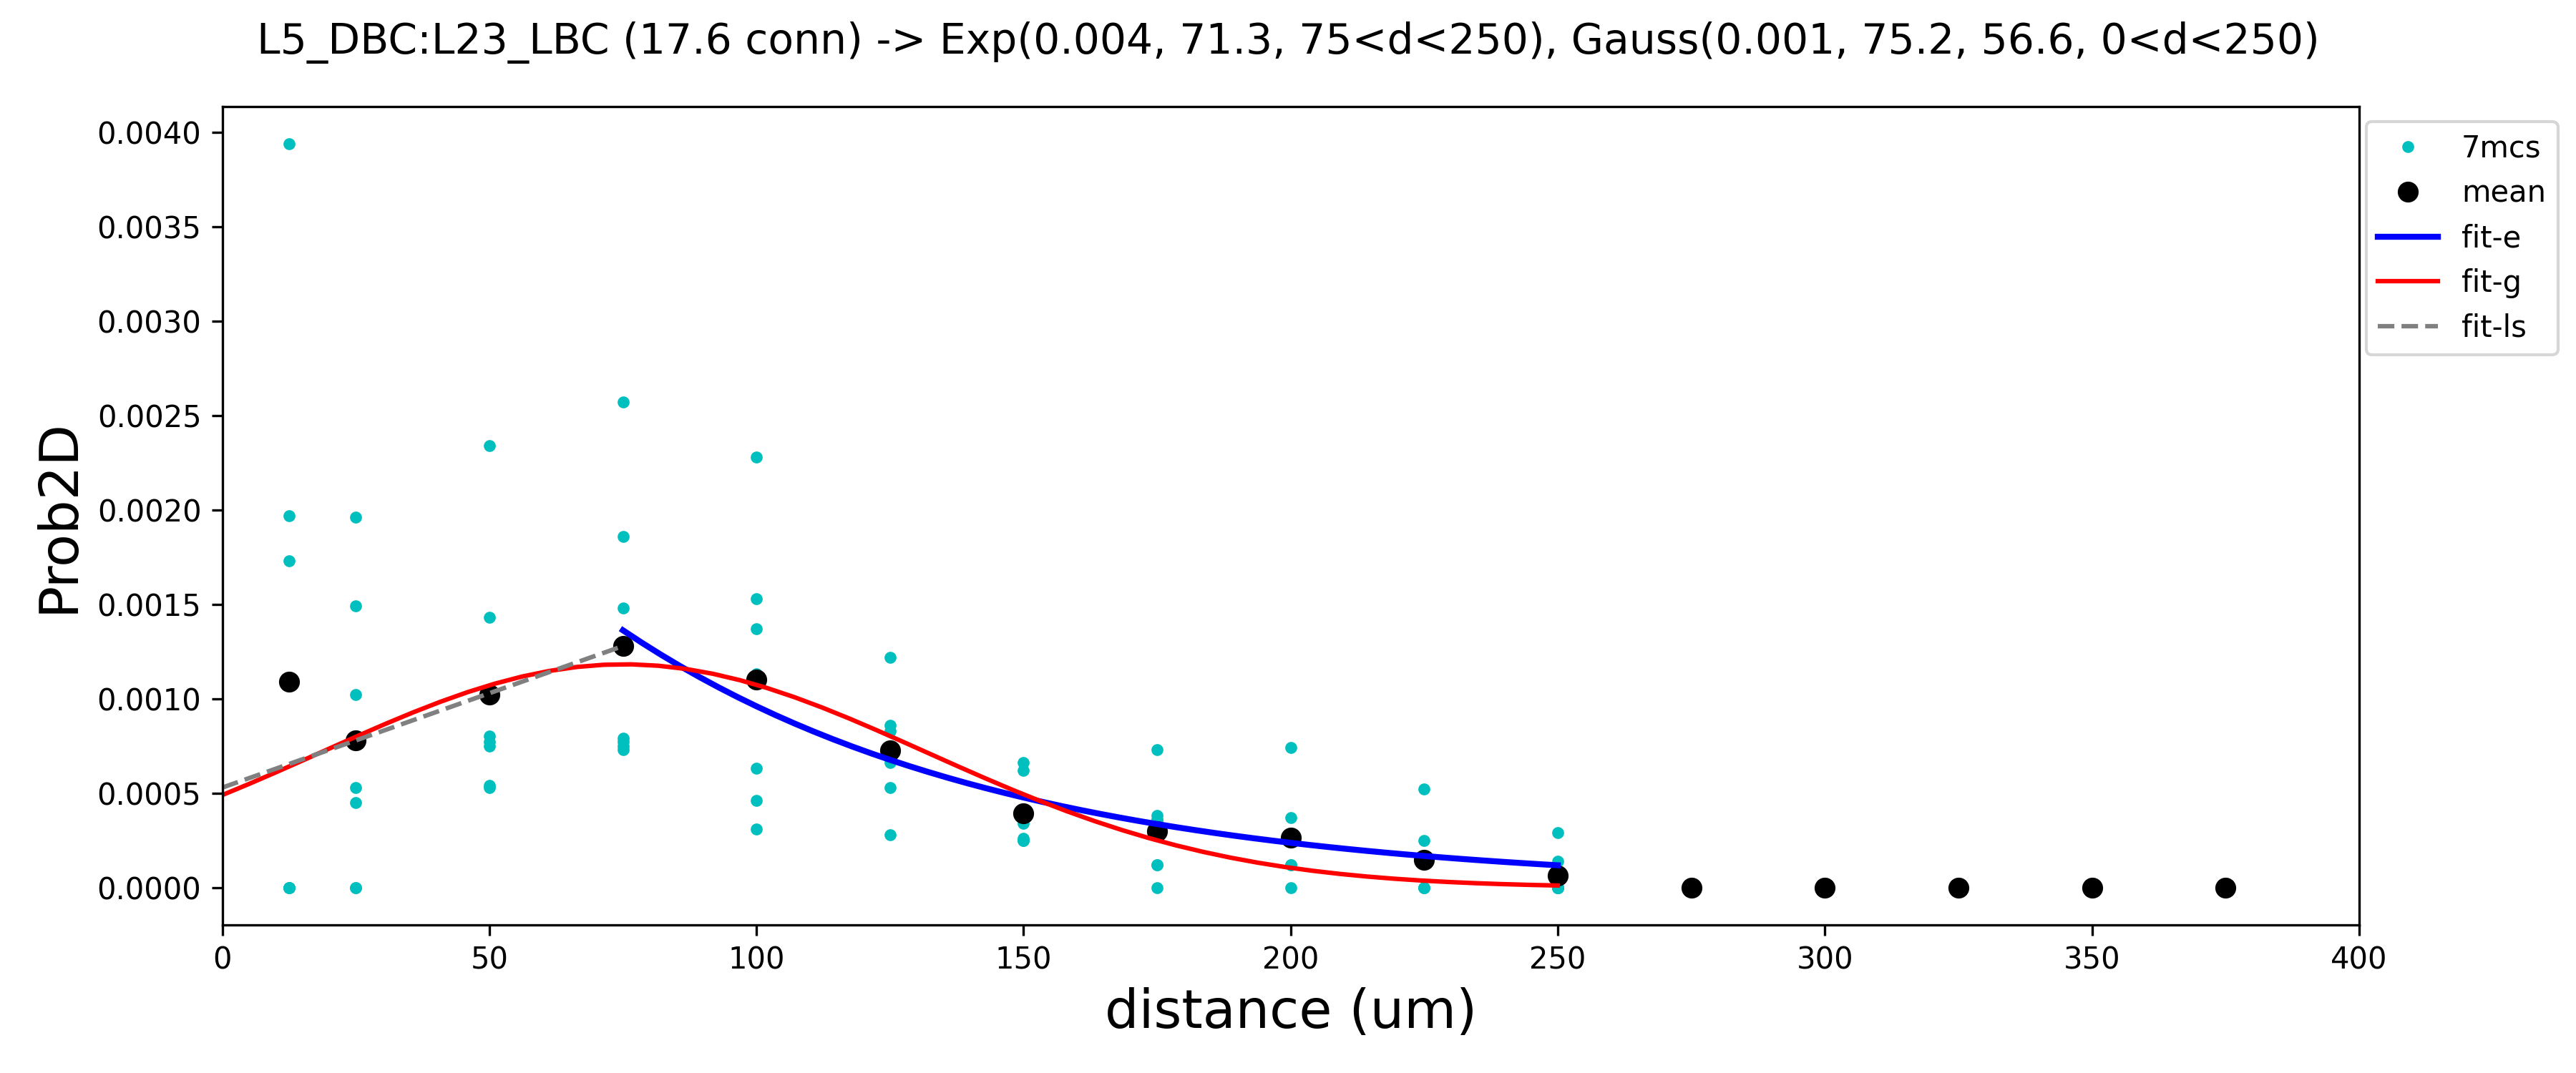 L5_DBC:L23_LBC (17.6 conn) -> Exp(0.004, 71.3, 75<d<250), Gauss(0.001, 75.2, 56.6, 0<d<250)
0.0040
0.0035
0.0030
0.0025
0.0020
0.0015
0.0010
0.0005
0.0000
Prob2D
0 50 100 150 200 250 300 350 400
distance (um)
7mcs
mean
fit-e
fit-g
fit-ls